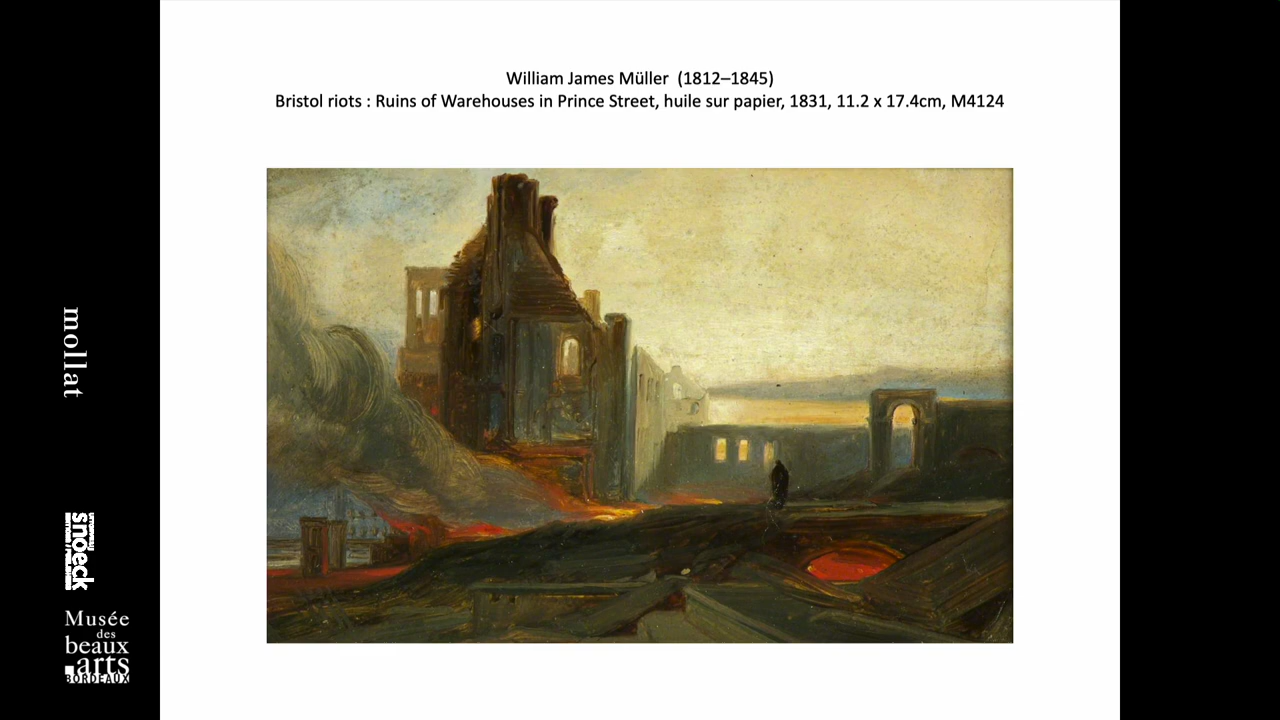 William James Müller  (1812–1845)
Bristol riots : Ruins of Warehouses in Prince Street, huile sur papier, 1831, 11.2 x 17.4cm, M4124
mollat
snoeck
Musée
des
beaux
arts
BORDEAUX